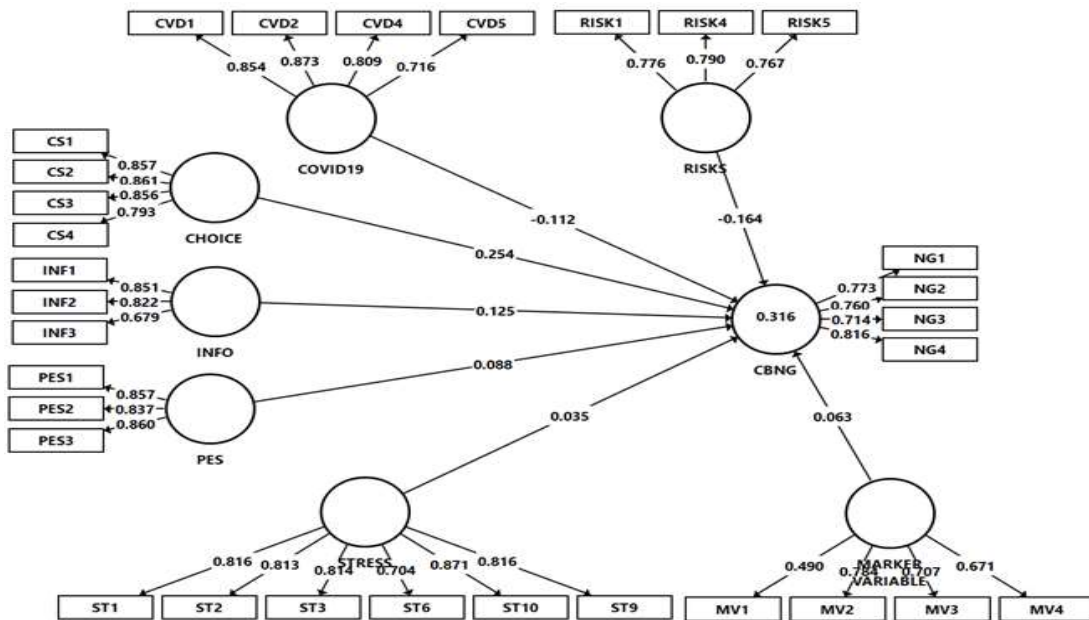 CVD1 CVD2 CVD4 CVD5 RISK1 RISK4 RISK5
0.854 0.873 0.809 0.716 0.776 0.790 0.767
COVID19 RISKS
CS1
CS2
CS3
CS4
0.857
0.861
0.856
0.793
CHOICE
-0.112
-0.164
0.254
INF1
INF2
INF3
0.851
0.822
0.679
INFO
0.125
0.316
CBNG
0.773
0.760
0.714
0.816
NG1
NG2
NG3
NG4
PES1
PES2
PES3
0.857
0.837
0.860
PES
0.088
0.035
0.063
STRESS
0.816 0.813 0.814 0.704 0.871 0.816
ST1 ST2 ST3 ST6 ST10 ST9
MARKER
VARIABLE
0.490 0.784 0.707 0.671
MV1 MV2 MV3 MV4